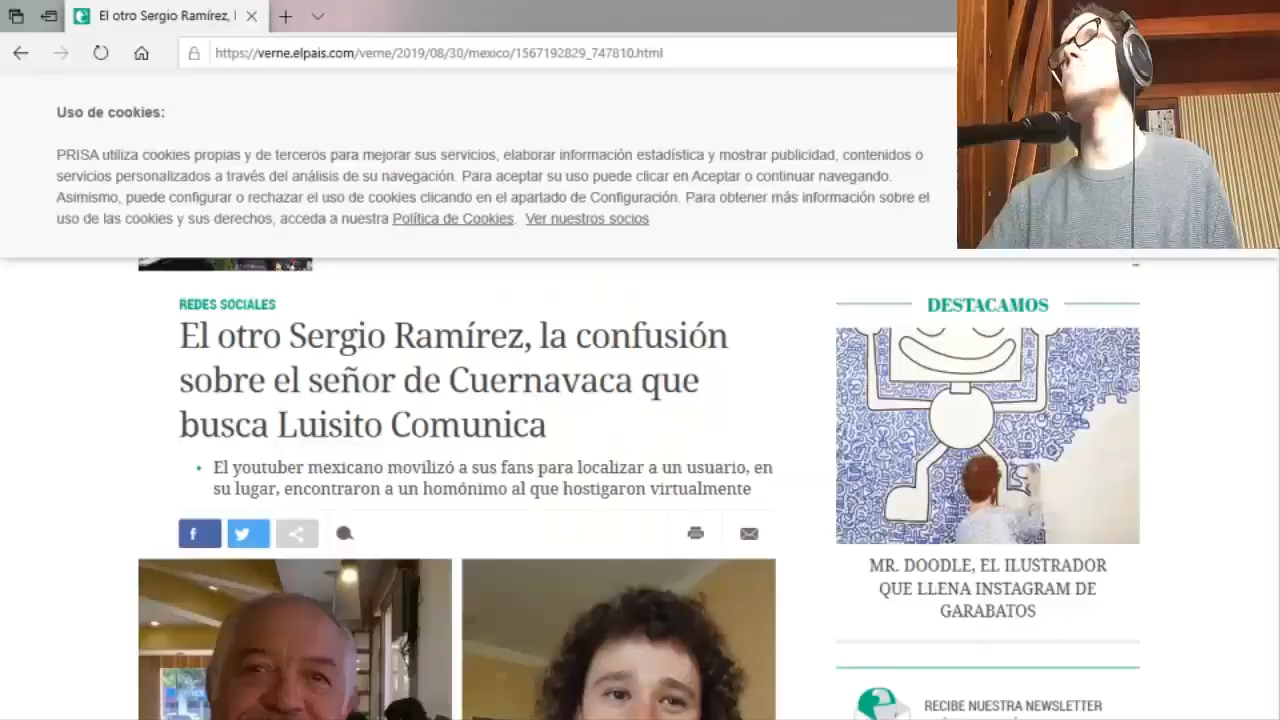 El otro Sergio Ramírez, l
https://verne.elpais.com/verne/2019/08/30/mexico/1567192829_747810.html
Uso de cookies:
PRISA utiliza cookies propias y de terceros para mejorar sus servicios, elaborar información estadística y mostrar publicidad, contenidos o
servicios personalizados a través del análisis de su navegación. Para aceptar su uso puede clicar en Aceptar o continuar navegando.
Asimismo, puede configurar o rechazar el uso de cookies clicando en el apartado de Configuración. Para obtener más información sobre el
uso de las cookies y sus derechos, acceda a nuestra Política de Cookies. Ver nuestros socios
REDES SOCIALES
El otro Sergio Ramírez, la confusión
sobre el señor de Cuernavaca que
busca Luisito Comunica
• El youtuber mexicano movilizó a sus fans para localizar a un usuario, en
su lugar, encontraron a un homónimo al que hostigaron virtualmente
DESTACAMOS
MR. DOODLE, EL ILUSTRADOR
QUE LLENA INSTAGRAM DE
GARABATOS
RECIBE NUESTRA NEWSLETTER